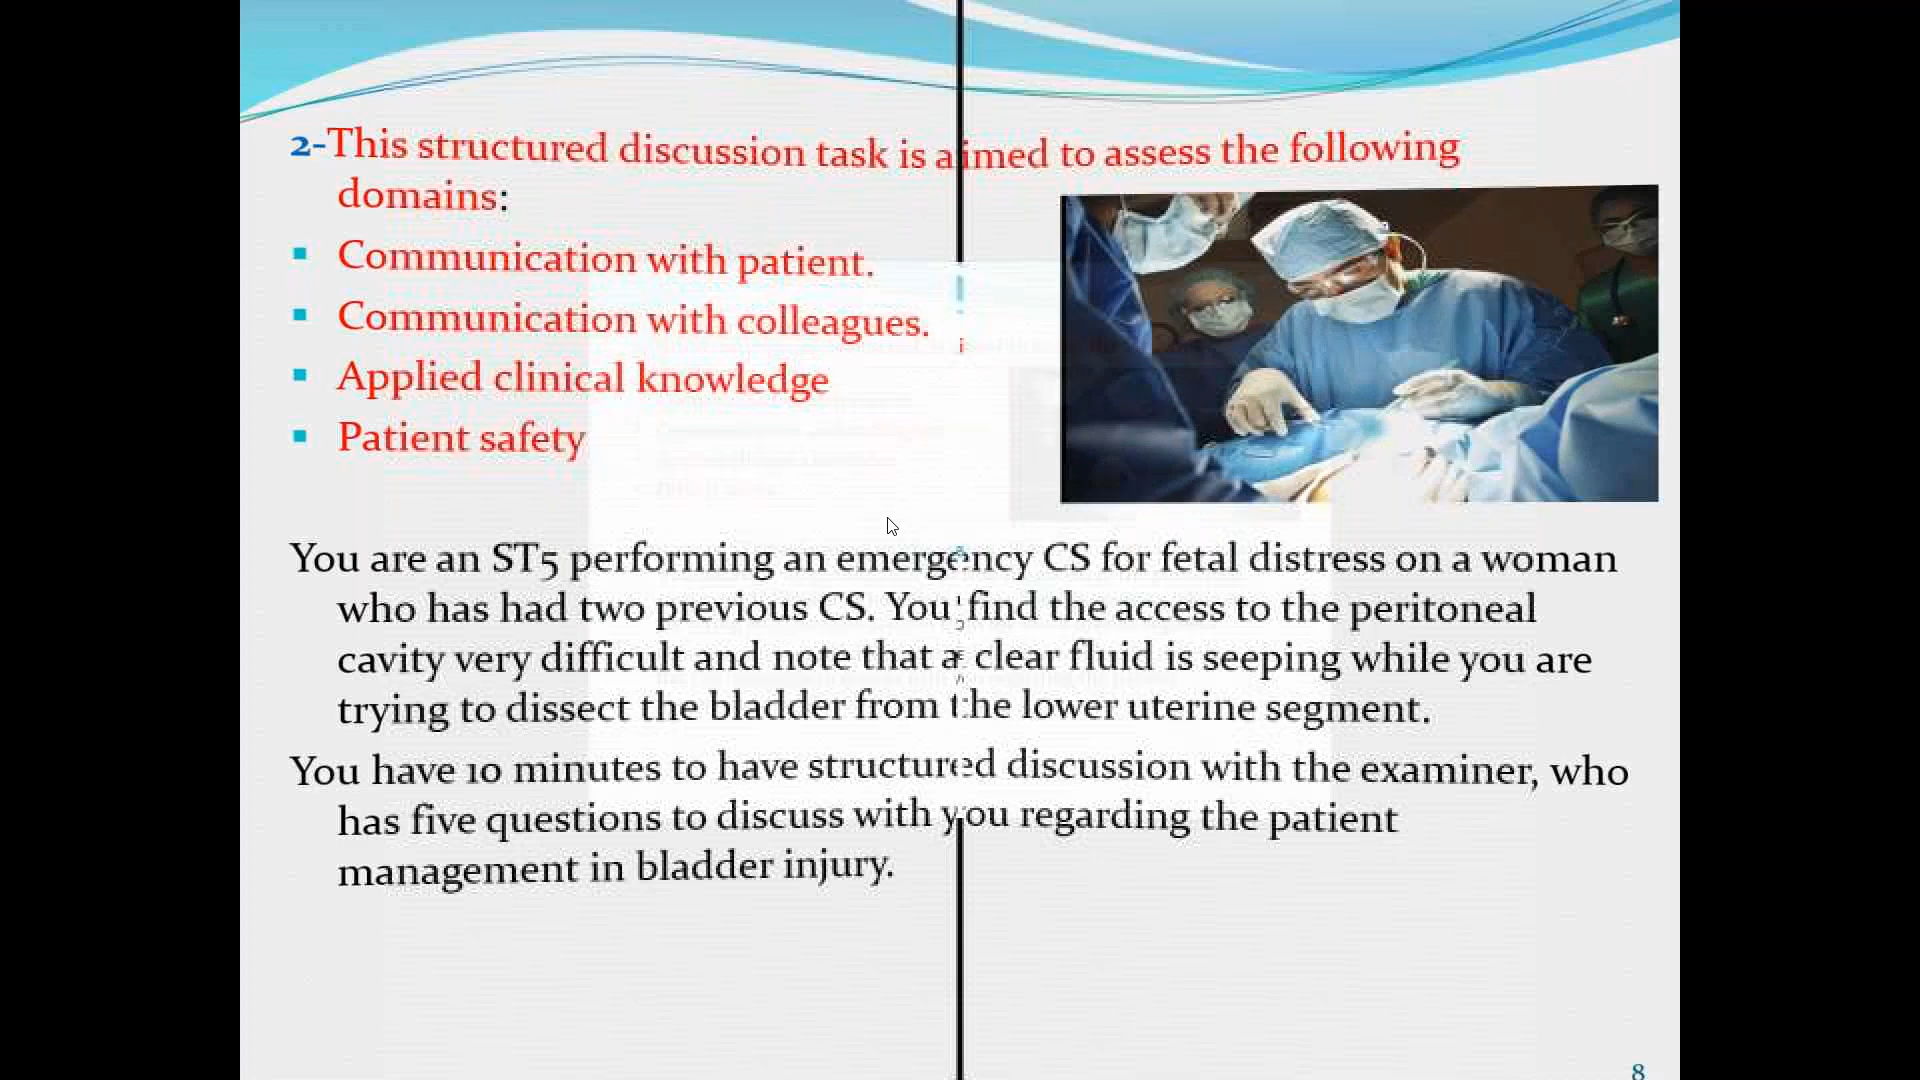 2-This structured discussion task is aimed to assess the following
domains:
Communication with patient.
Communication with colleagues.
Applied clinical knowledge
Patient safety
You are an ST5 performing an emergency CS for fetal distress on a woman
who has had two previous CS. You find the access to the peritoneal
cavity very difficult and note that a clear fluid is seeping while you are
trying to dissect the bladder from the lower uterine segment.
You have 10 minutes to have structured discussion with the examiner, who
has five questions to discuss with you regarding the patient
management in bladder injury.
8